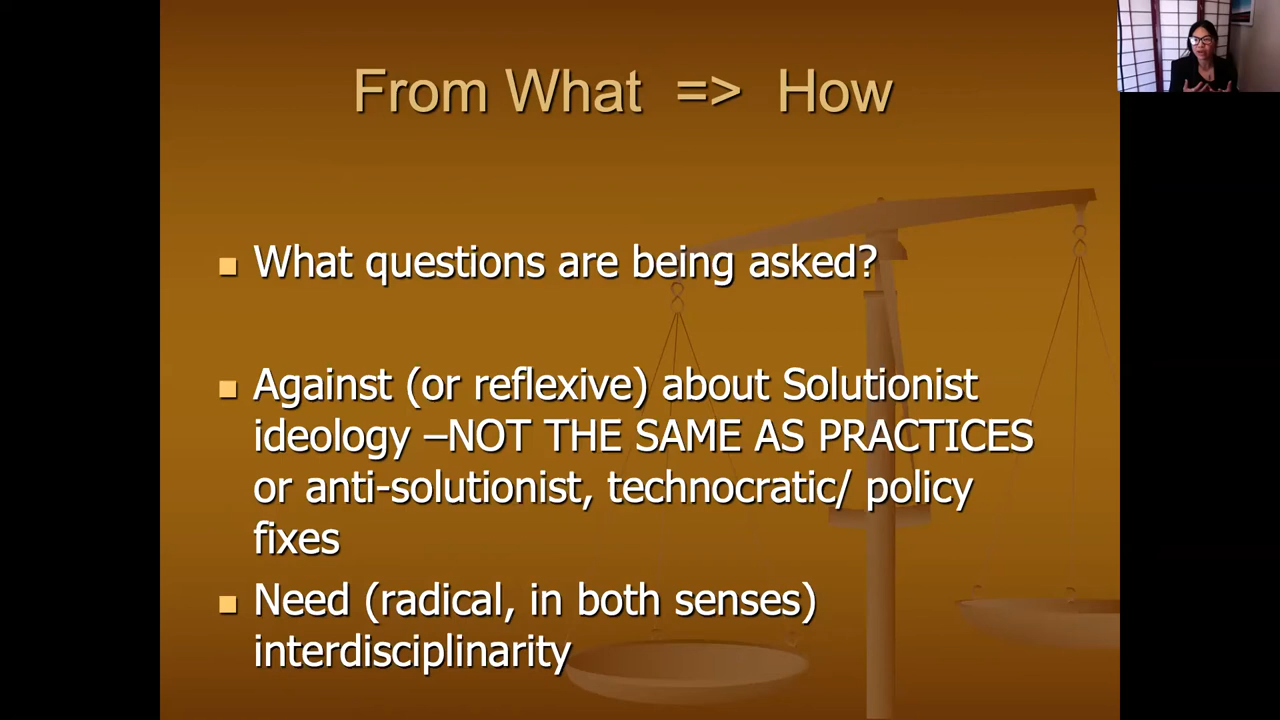 From What => How
What questions are being asked?
Against (or reflexive) about Solutionist
ideology –NOT THE SAME AS PRACTICES
or anti-solutionist, technocratic/ policy
fixes
Need (radical, in both senses)
interdisciplinarity